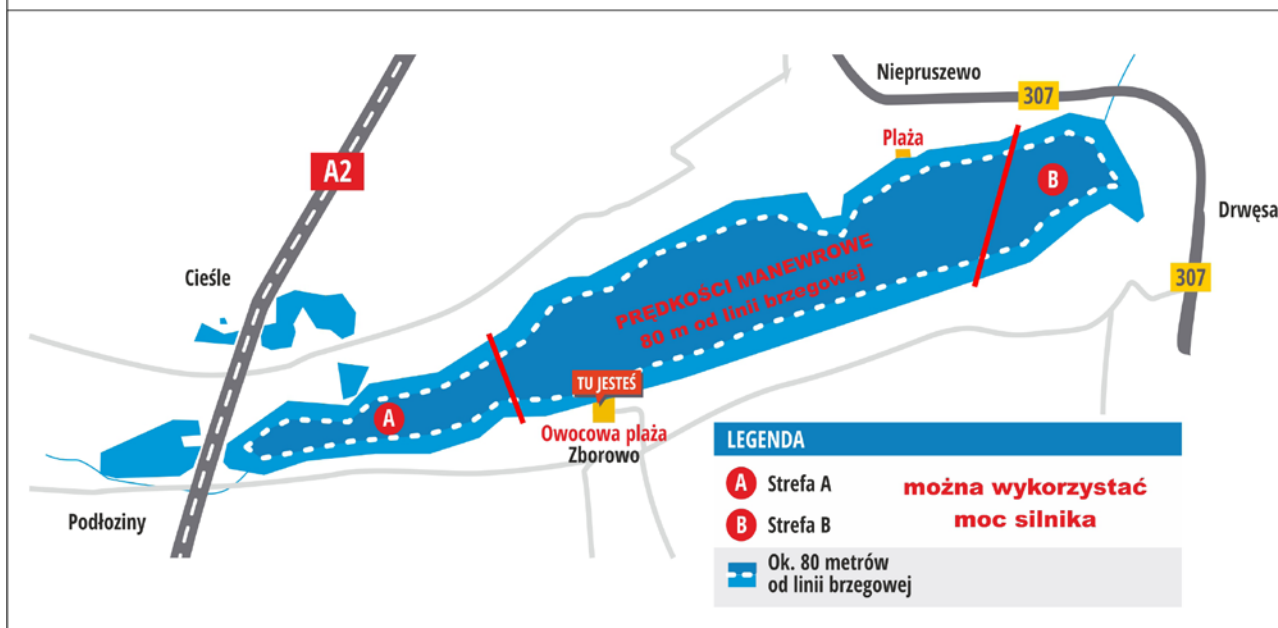 Niepruszewo
307
Plaża
A2
B
Drwęsa
Cieśle
307
PRĘDKOŚCI MANEWROWE
80 m od linii brzegowej
TU JESTEŚ
A
Owocowa plaża
Zborowo
Podłoziny
LEGENDA
A Strefa A
B Strefa B
można wykorzystać
moc silnika
Ok. 80 metrów
od linii brzegowej